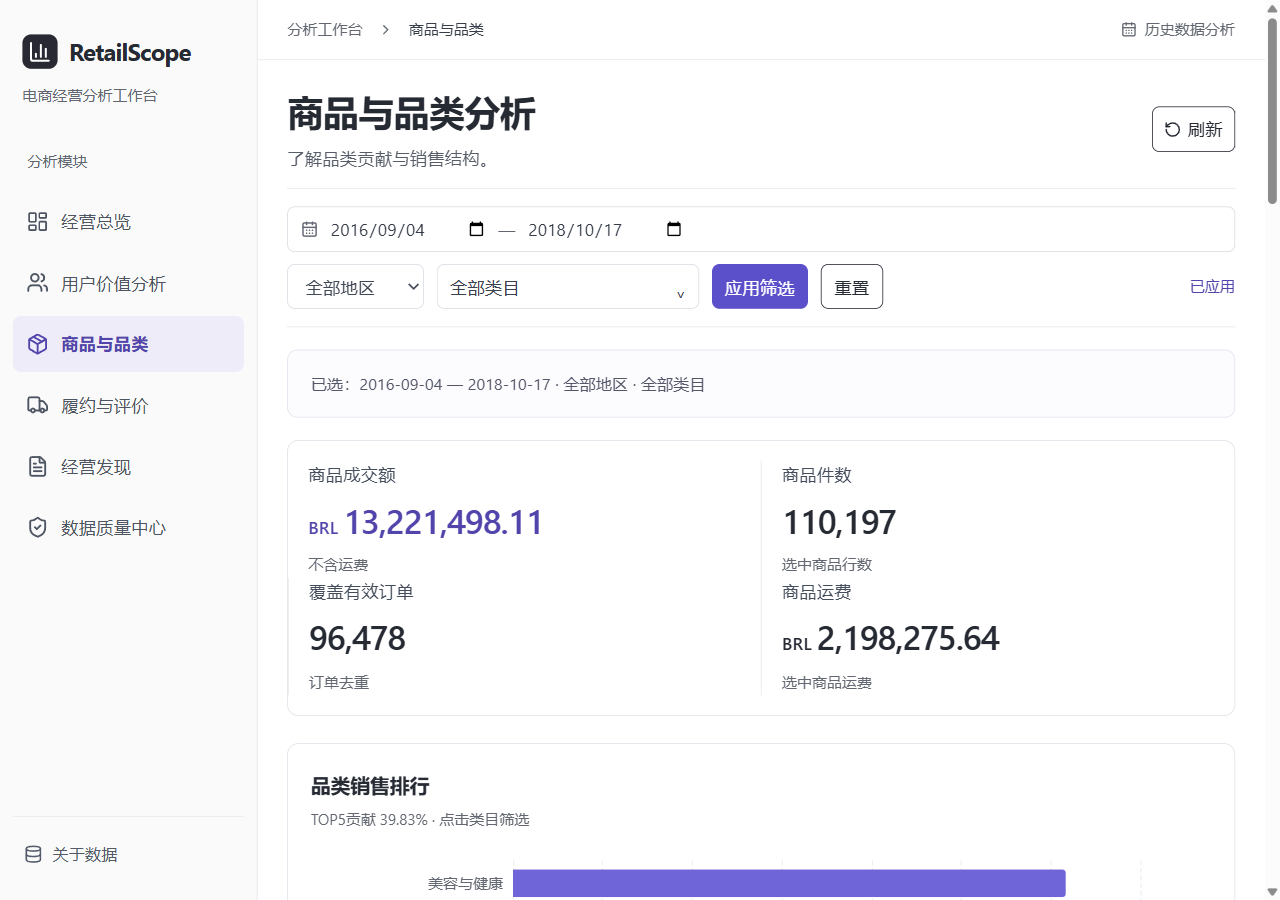 RetailScope
电商经营分析工作台
分析模块
经营总览
用户价值分析
商品与品类
履约与评价
经营发现
数据质量中心
关于数据
分析工作台 > 商品与品类
历史数据分析
商品与品类分析
了解品类贡献与销售结构。
刷新
2016/09/04 — 2018/10/17
全部地区 全部类目 应用筛选 重置 已应用
已选：2016-09-04 — 2018-10-17 · 全部地区 · 全部类目
商品成交额
BRL 13,221,498.11
不含运费
商品件数
110,197
选中商品行数
覆盖有效订单
96,478
订单去重
商品运费
BRL 2,198,275.64
选中商品运费
品类销售排行
TOP5贡献 39.83% · 点击类目筛选
美容与健康